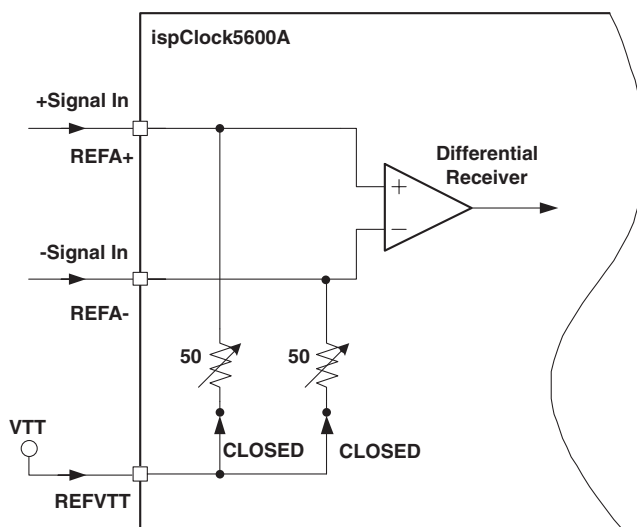 ispClock5600A
+Signal In
REFA+
Differential
Receiver
+
−
-Signal In
REFA-
50
50
VTT
CLOSED
CLOSED
REFVTT